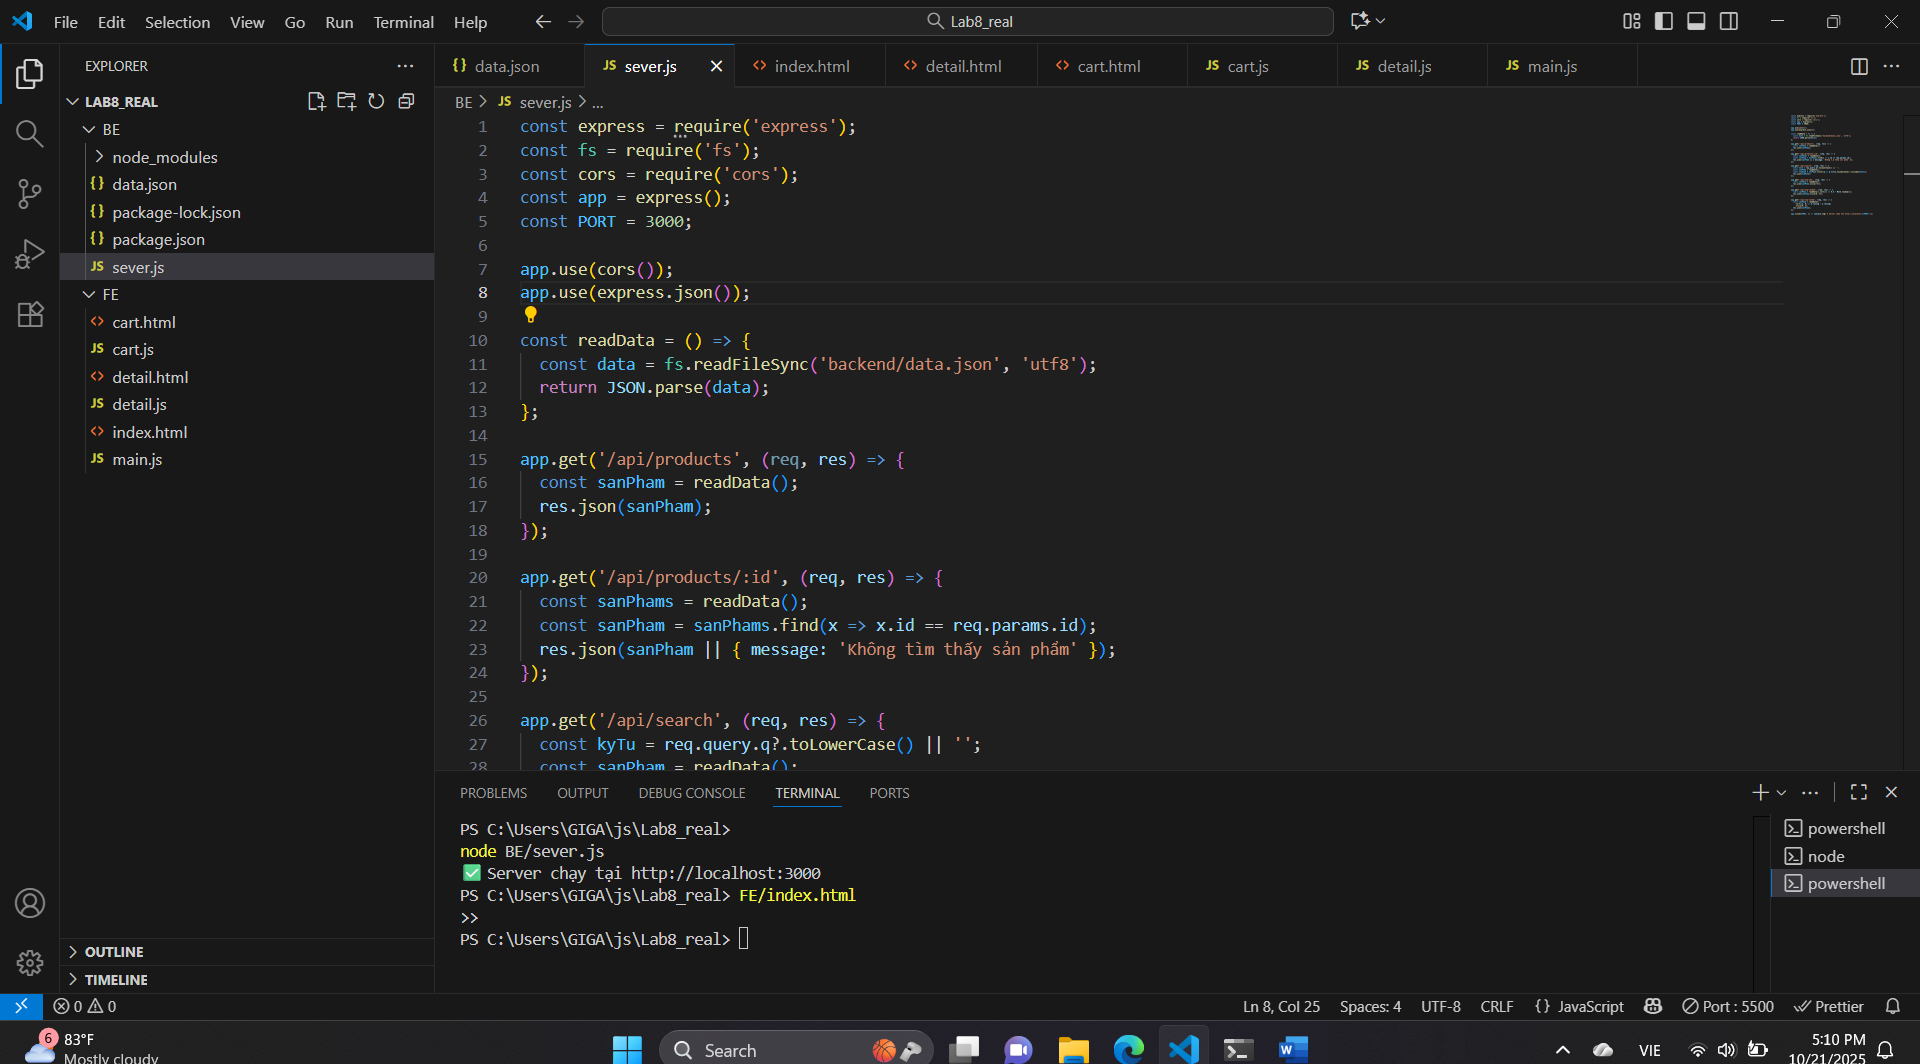 File Edit Selection View Go Run Terminal Help
Lab8_real
EXPLORER
LAB8_REAL
BE
node_modules
data.json
package-lock.json
package.json
sever.js
FE
cart.html
cart.js
detail.html
detail.js
index.html
main.js
OUTLINE
TIMELINE
data.json
sever.js
index.html
detail.html
cart.html
cart.js
detail.js
main.js
BE > JS sever.js > ...
1 const express = require('express');
2 const fs = require('fs');
3 const cors = require('cors');
4 const app = express();
5 const PORT = 3000;
6
7 app.use(cors());
8 app.use(express.json());
9
10 const readData = () => {
11 const data = fs.readFileSync('backend/data.json', 'utf8');
12 return JSON.parse(data);
13 };
14
15 app.get('/api/products', (req, res) => {
16 const sanPham = readData();
17 res.json(sanPham);
18 });
19
20 app.get('/api/products/:id', (req, res) => {
21 const sanPhams = readData();
22 const sanPham = sanPhams.find(x => x.id == req.params.id);
23 res.json(sanPham || { message: 'Không tìm thấy sản phẩm' });
24 });
25
26 app.get('/api/search', (req, res) => {
27 const kyTu = req.query.q?.toLowerCase() || '';
28 const sanPham = readData();
PROBLEMS OUTPUT DEBUG CONSOLE TERMINAL PORTS
PS C:\Users\GIGA\js\Lab8_real>
node BE/sever.js
✅ Server chạy tại http://localhost:3000
PS C:\Users\GIGA\js\Lab8_real> FE/index.html
>>
PS C:\Users\GIGA\js\Lab8_real>
powershell
node
powershell
0 0
Ln 8, Col 25 Spaces: 4 UTF-8 CRLF {} JavaScript Port : 5500 Prettier
6
83°F
Mostly cloudy
Search
VIE
5:10 PM
10/21/2025